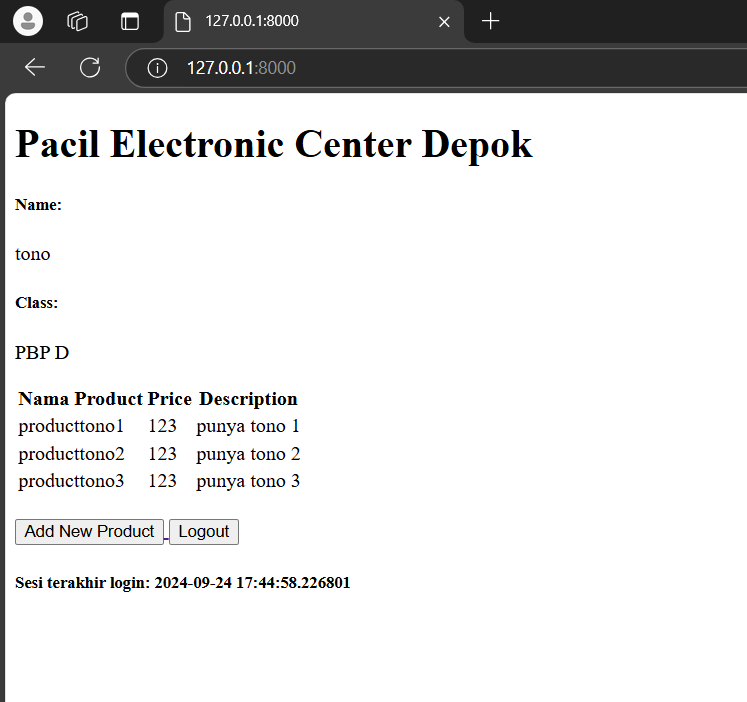 127.0.0.1:8000
127.0.0.1:8000
Pacil Electronic Center Depok
Name:
tono
Class:
PBP D
Nama Product Price Description
producttono1 123 punya tono 1
producttono2 123 punya tono 2
producttono3 123 punya tono 3
Add New Product Logout
Sesi terakhir login: 2024-09-24 17:44:58.226801